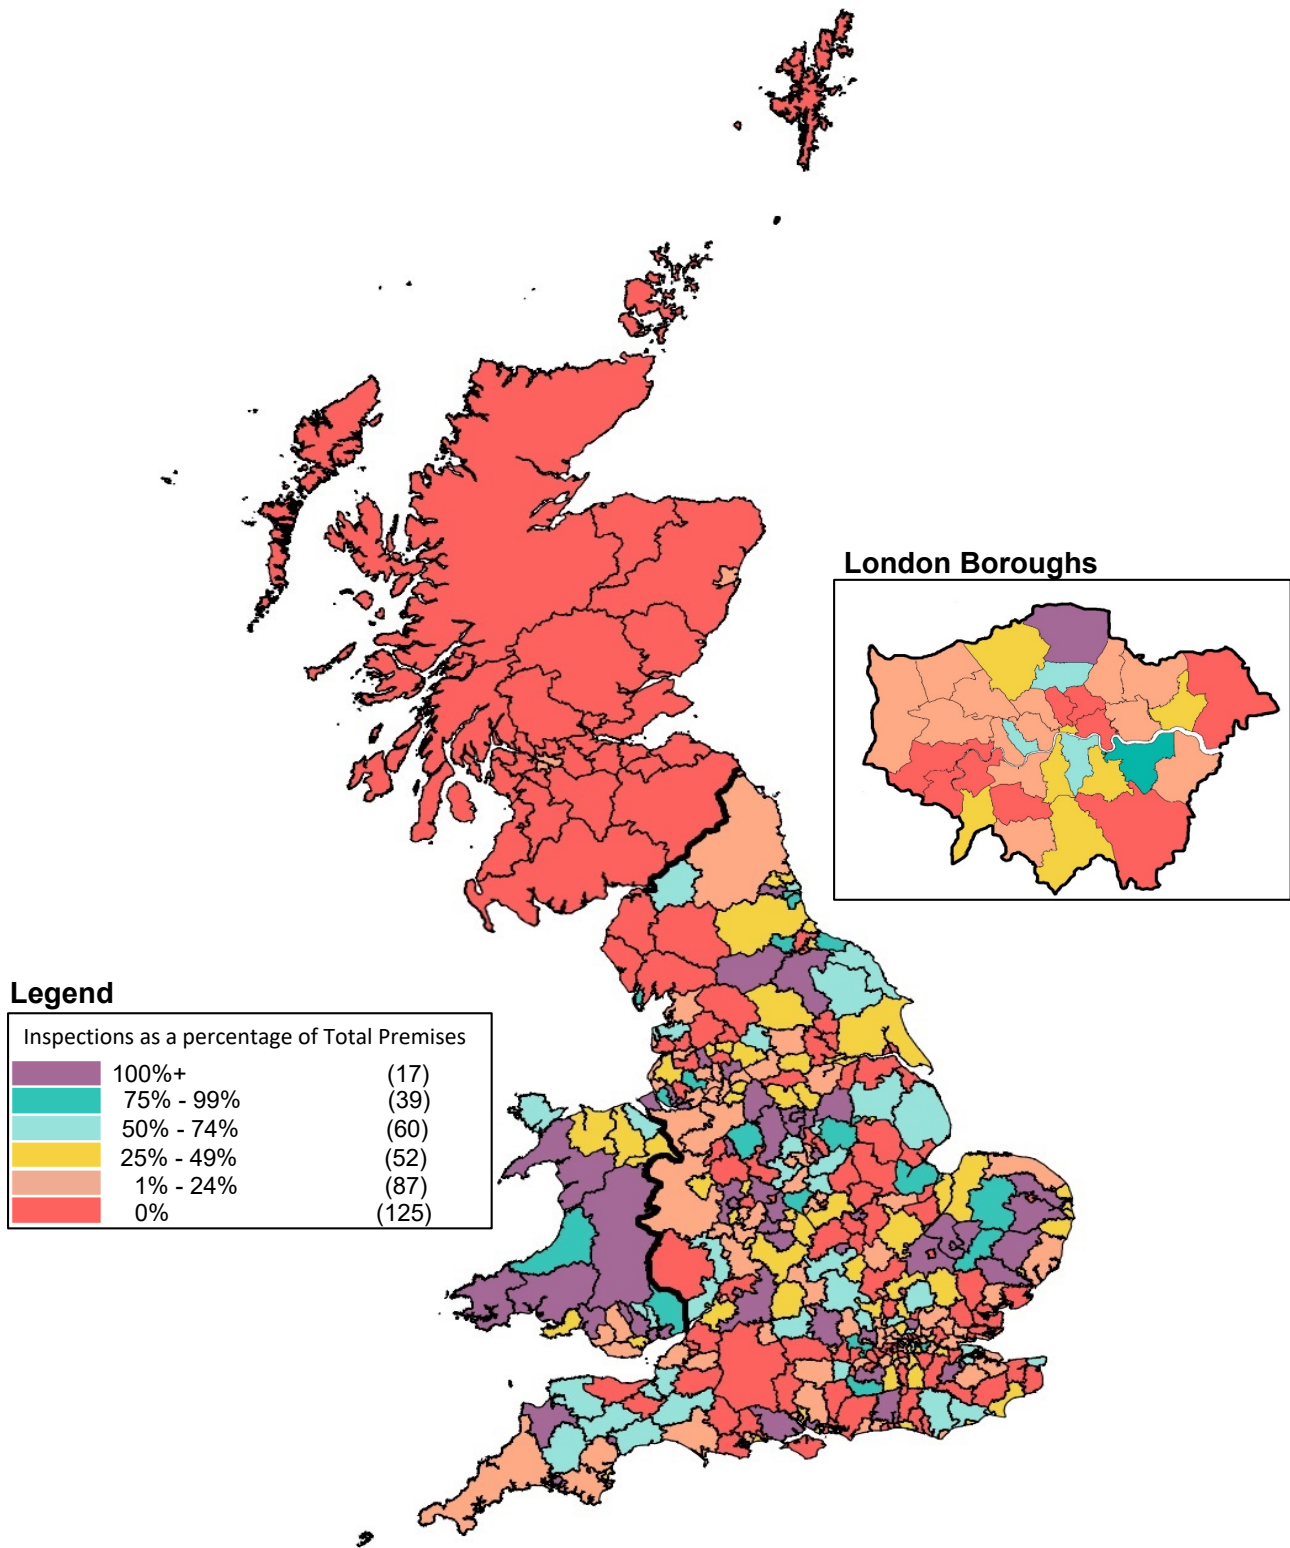 London Boroughs
Legend
Inspections as a percentage of Total Premises
100%+ (17)
75% - 99% (39)
50% - 74% (60)
25% - 49% (52)
1% - 24% (87)
0% (125)